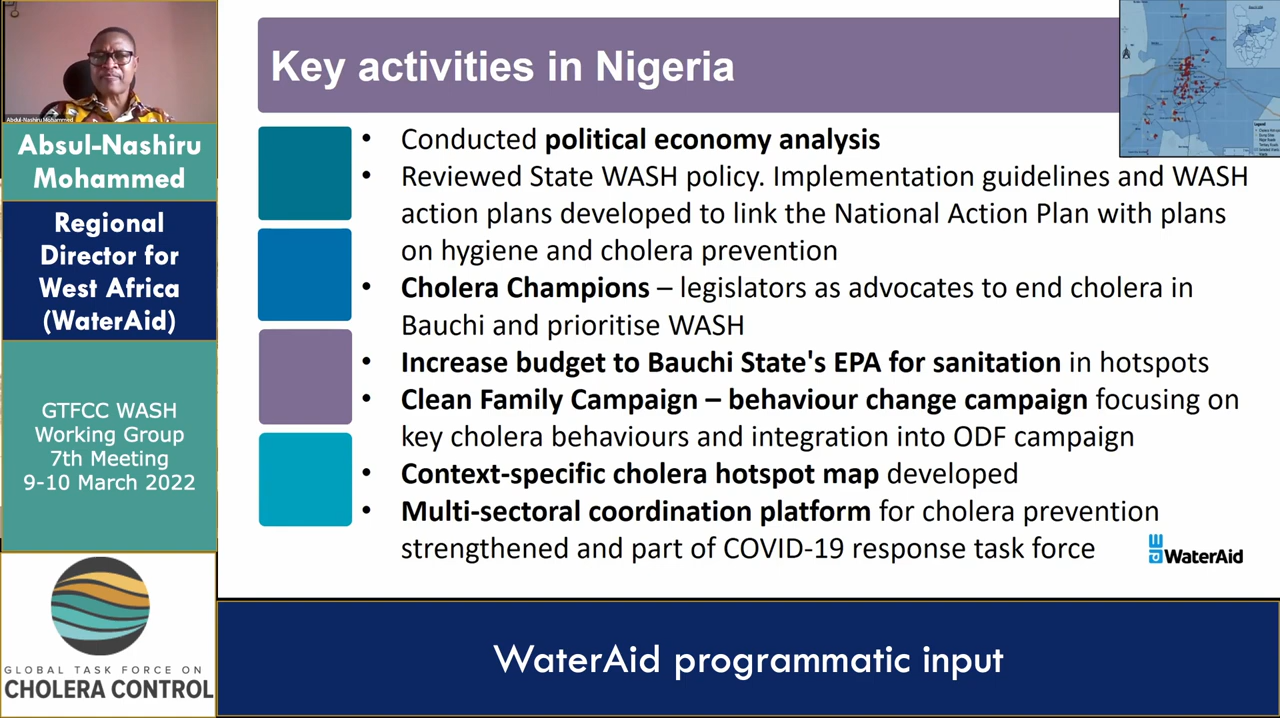 Abdul-Nashiru Mohammed
Absul-Nashiru
Mohammed
Regional
Director for
West Africa
(WaterAid)
GTFCC WASH
Working Group
7th Meeting
9-10 March 2022
GLOBAL TASK FORCE ON
CHOLERA CONTROL
Key activities in Nigeria
• Conducted political economy analysis
• Reviewed State WASH policy. Implementation guidelines and WASH
action plans developed to link the National Action Plan with plans
on hygiene and cholera prevention
• Cholera Champions – legislators as advocates to end cholera in
Bauchi and prioritise WASH
• Increase budget to Bauchi State's EPA for sanitation in hotspots
• Clean Family Campaign – behaviour change campaign focusing on
key cholera behaviours and integration into ODF campaign
• Context-specific cholera hotspot map developed
• Multi-sectoral coordination platform for cholera prevention
strengthened and part of COVID-19 response task force
WaterAid
WaterAid programmatic input